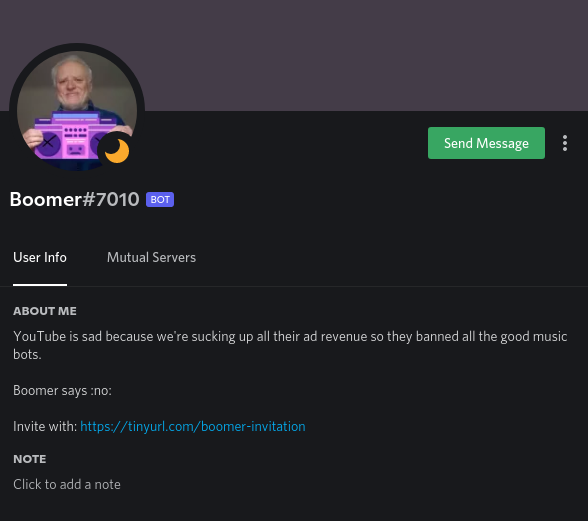 Send Message
Boomer#7010 BOT
User Info Mutual Servers
ABOUT ME
YouTube is sad because we're sucking up all their ad revenue so they banned all the good music
bots.
Boomer says :no:
Invite with: https://tinyurl.com/boomer-invitation
NOTE
Click to add a note